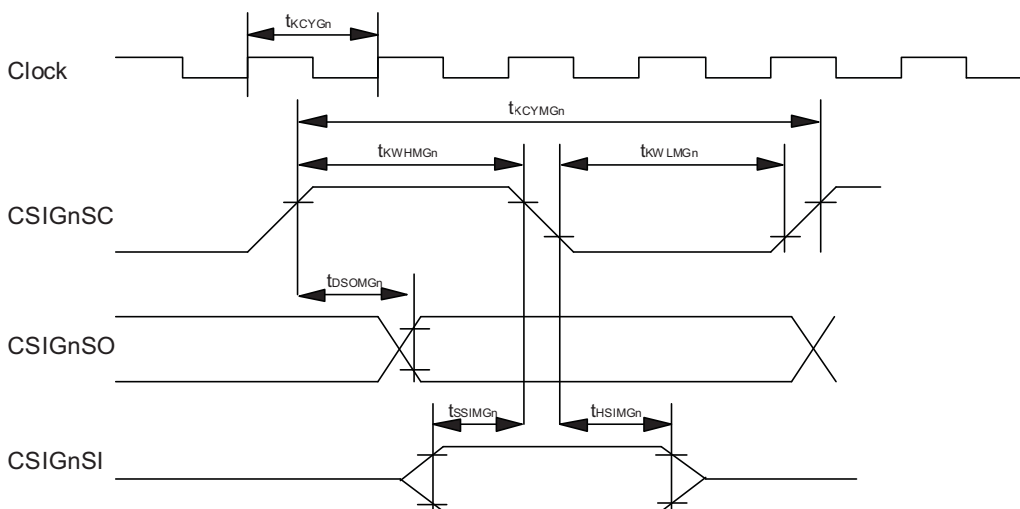 tKCYGn
Clock
tKCYMGn
tKWHMGn
tKWLMGn
CSIGnSC
tDSOMGn
CSIGnSO
tSSIMGn
tHSIMGn
CSIGnSI